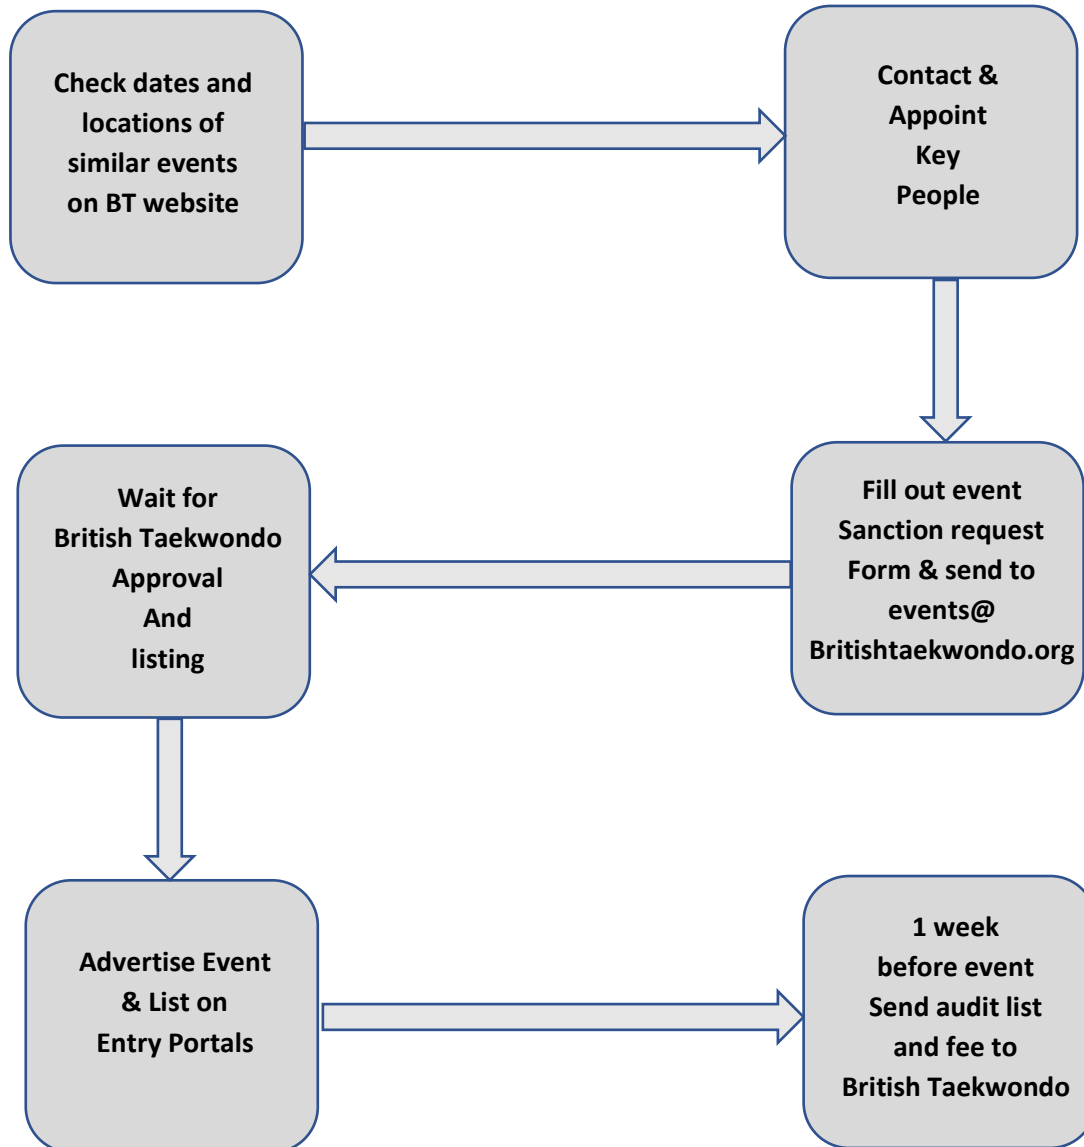 Check dates and
locations of
similar events
on BT website
Contact &
Appoint
Key
People
Fill out event
Sanction request
Form & send to
events@
Britishtaekwondo.org
Wait for
British Taekwondo
Approval
And
listing
Advertise Event
& List on
Entry Portals
1 week
before event
Send audit list
and fee to
British Taekwondo